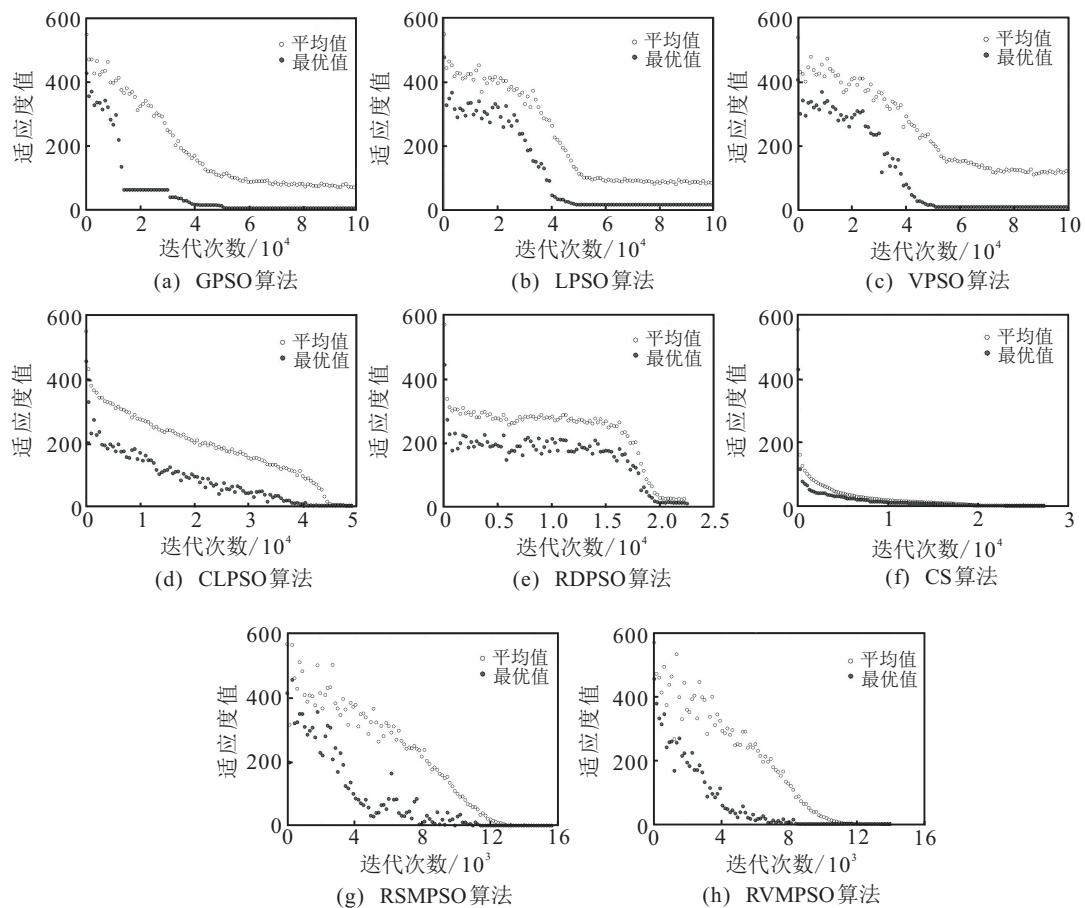 600
400
200
0
适应度值
平均值
最优值
0 2 4 6 8 10
迭代次数/10⁴
(a) GPSO算法
600
400
200
0
适应度值
平均值
最优值
0 2 4 6 8 10
迭代次数/10⁴
(b) LPSO算法
600
400
200
0
适应度值
平均值
最优值
0 2 4 6 8 10
迭代次数/10⁴
(c) VPSO算法
600
400
200
0
适应度值
平均值
最优值
0 1 2 3 4 5
迭代次数/10⁴
(d) CLPSO算法
600
400
200
0
适应度值
平均值
最优值
0 0.5 1.0 1.5 2.0 2.5
迭代次数/10⁴
(e) RDPSO算法
600
400
200
0
适应度值
平均值
最优值
0 1 2 3
迭代次数/10⁴
(f) CS算法
600
400
200
0
适应度值
平均值
最优值
0 4 8 12 16
迭代次数/10³
(g) RSMPSO算法
600
400
200
0
适应度值
平均值
最优值
0 4 8 12 16
迭代次数/10³
(h) RVMPSO算法